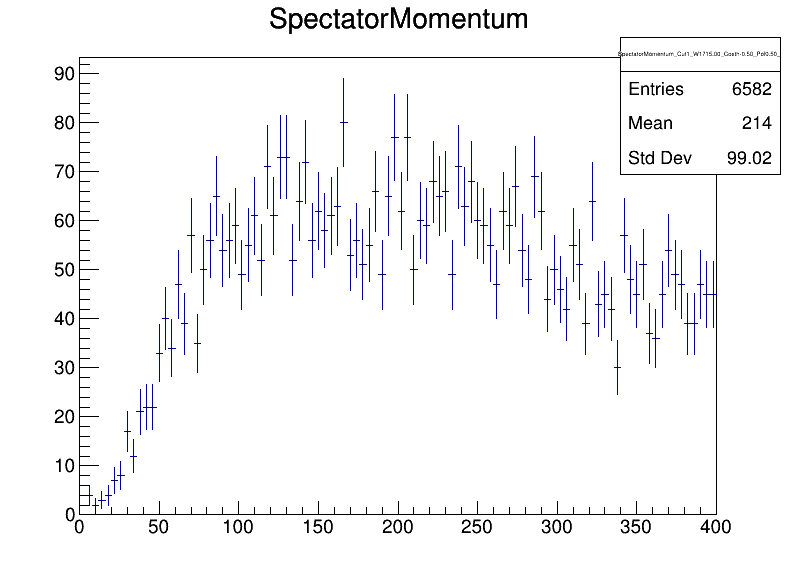 SpectatorMomentum
SpectatorMomentum_Cut1_W1715.00_Costh-0.50_Pol0.50_
Entries 6582
Mean 214
Std Dev 99.02
90
80
70
60
50
40
30
20
10
0
0 50 100 150 200 250 300 350 400